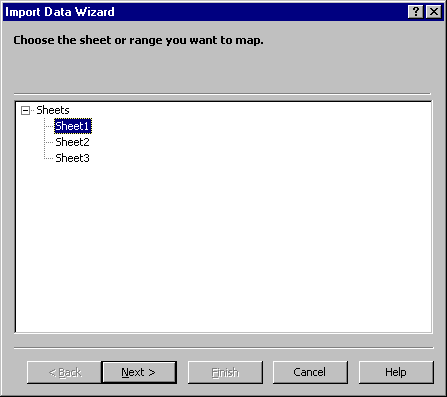 Import Data Wizard
Choose the sheet or range you want to map.
Sheets
Sheet1
Sheet2
Sheet3
< Back Next > Finish Cancel Help